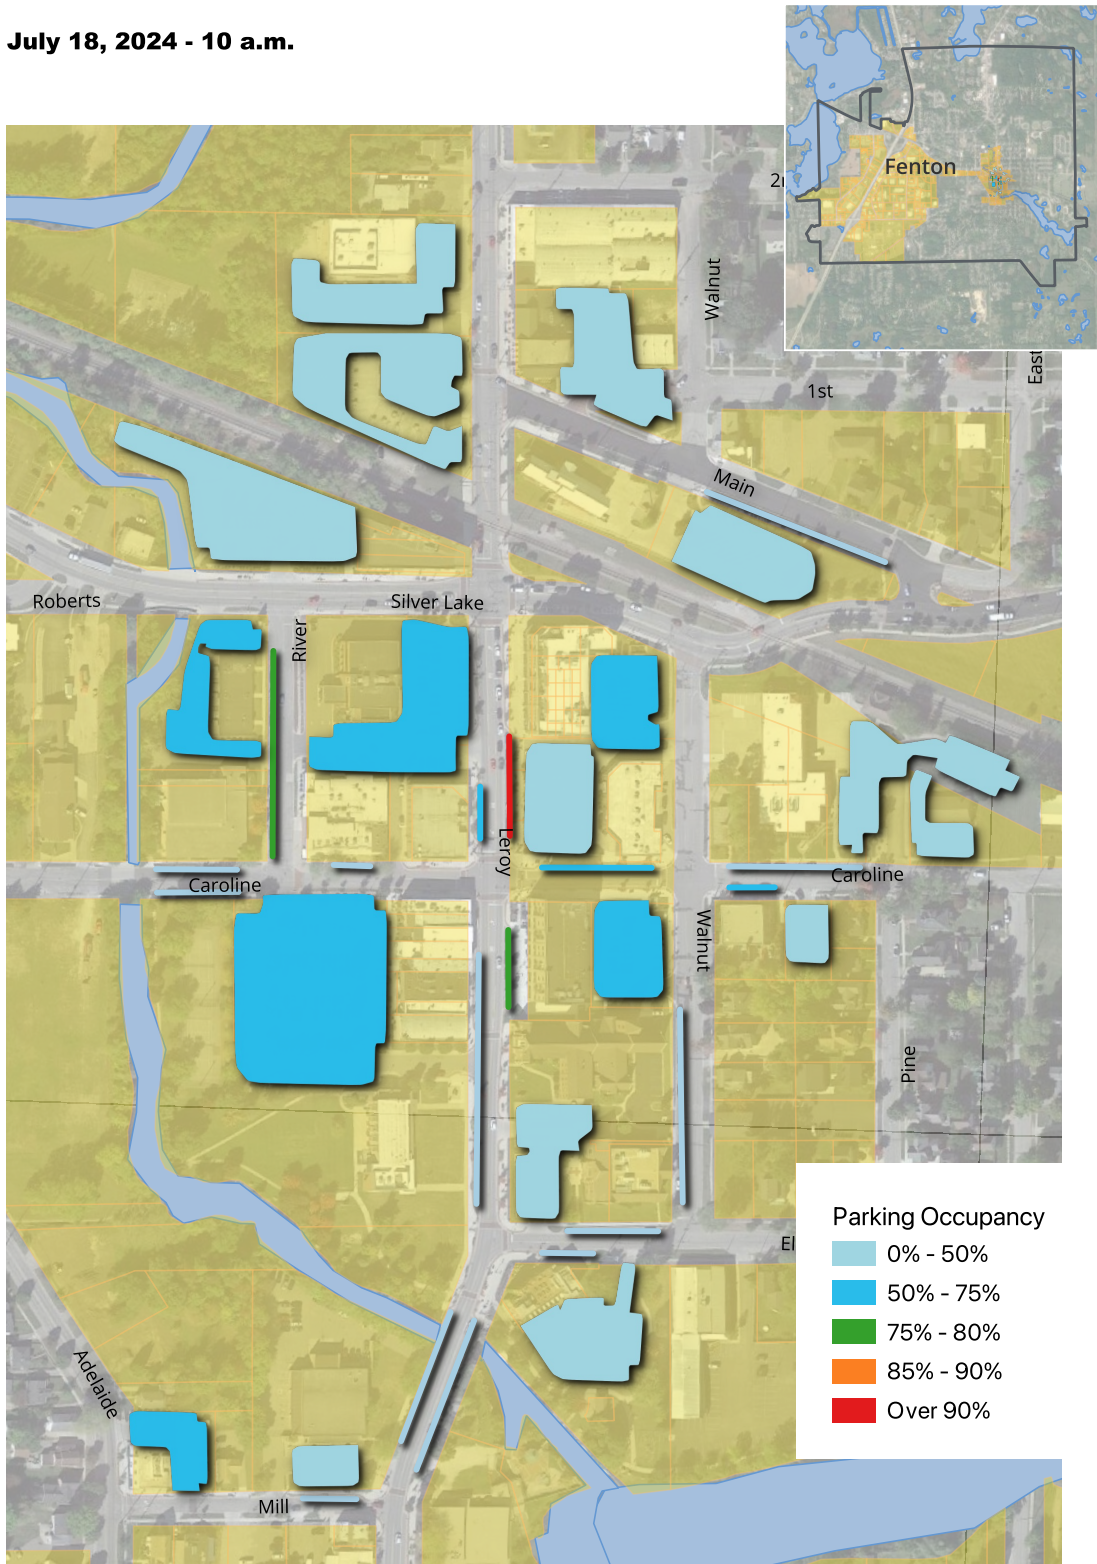 July 18, 2024 - 10 a.m.
Fenton
Walnut
East
1st
Main
Roberts
Silver Lake
River
Leroy
Caroline
Caroline
Walnut
Pine
Adelaide
Mill
Parking Occupancy
0% - 50%
50% - 75%
75% - 80%
85% - 90%
Over 90%